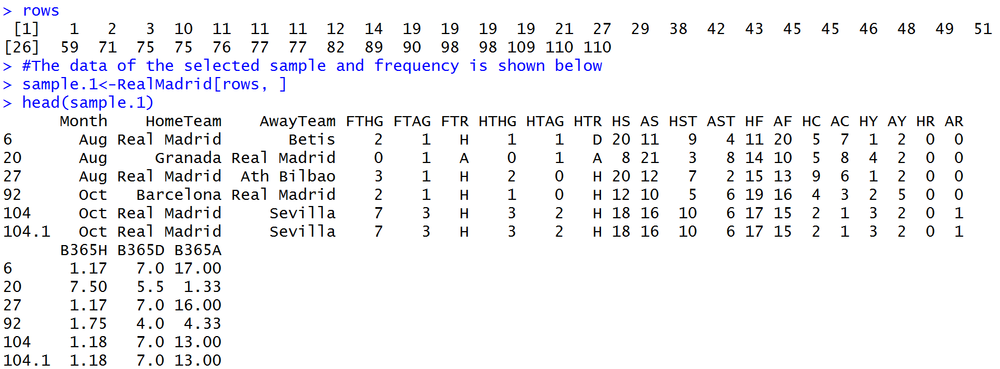 > rows
 [1]   1   2   3  10  11  11  11  12  14  19  19  19  19  21  27  29  38  42  43  45  45  46  48  49  51
[26]  59  71  75  75  76  77  77  82  89  90  98  98 109 110 110
> #The data of the selected sample and frequency is shown below
> sample.1<-RealMadrid[rows, ]
> head(sample.1)
      Month    HomeTeam    AwayTeam FTHG FTAG FTR HTHG HTAG HTR HS AS HST AST HF AF HC AC HY AY HR AR
6       Aug Real Madrid       Betis    2    1   H    1    1   D 20 11   9   4 11 20  5  7  1  2  0  0
20      Aug     Granada Real Madrid    0    1   A    0    1   A  8 21   3   8 14 10  5  8  4  2  0  0
27      Aug Real Madrid  Ath Bilbao    3    1   H    2    0   H 20 12   7   2 15 13  9  6  1  2  0  0
92      Oct   Barcelona Real Madrid    2    1   H    1    0   H 12 10   5   6 19 16  4  3  2  5  0  0
104     Oct Real Madrid     Sevilla    7    3   H    3    2   H 18 16  10   6 17 15  2  1  3  2  0  1
104.1   Oct Real Madrid     Sevilla    7    3   H    3    2   H 18 16  10   6 17 15  2  1  3  2  0  1
      B365H B365D B365A
6      1.17   7.0 17.00
20     7.50   5.5  1.33
27     1.17   7.0 16.00
92     1.75   4.0  4.33
104    1.18   7.0 13.00
104.1  1.18   7.0 13.00